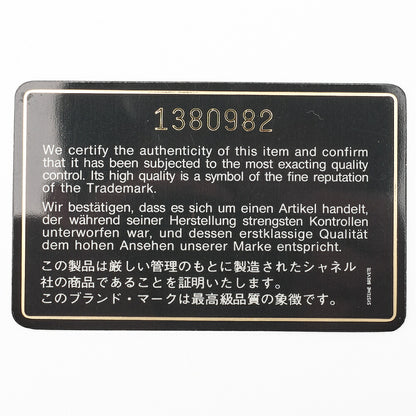 1380982
We certify the authenticity of this item and confirm
that it has been subjected to the most exacting quality
control. Its high quality is a symbol of the fine reputation
of the Trademark.
Wir bestätigen, dass es sich um einen Artikel handelt,
der während seiner Herstellung strengsten Kontrollen
unterworfen war, und dessen erstklassige Qualität
dem hohen Ansehen unserer Marke entspricht.
この製品は厳しい管理のもとに製造されたシャネル
社の商品であることを証明いたします。
このブランド・マークは最高級品質の象徴です。
SYSTEME BREVETE